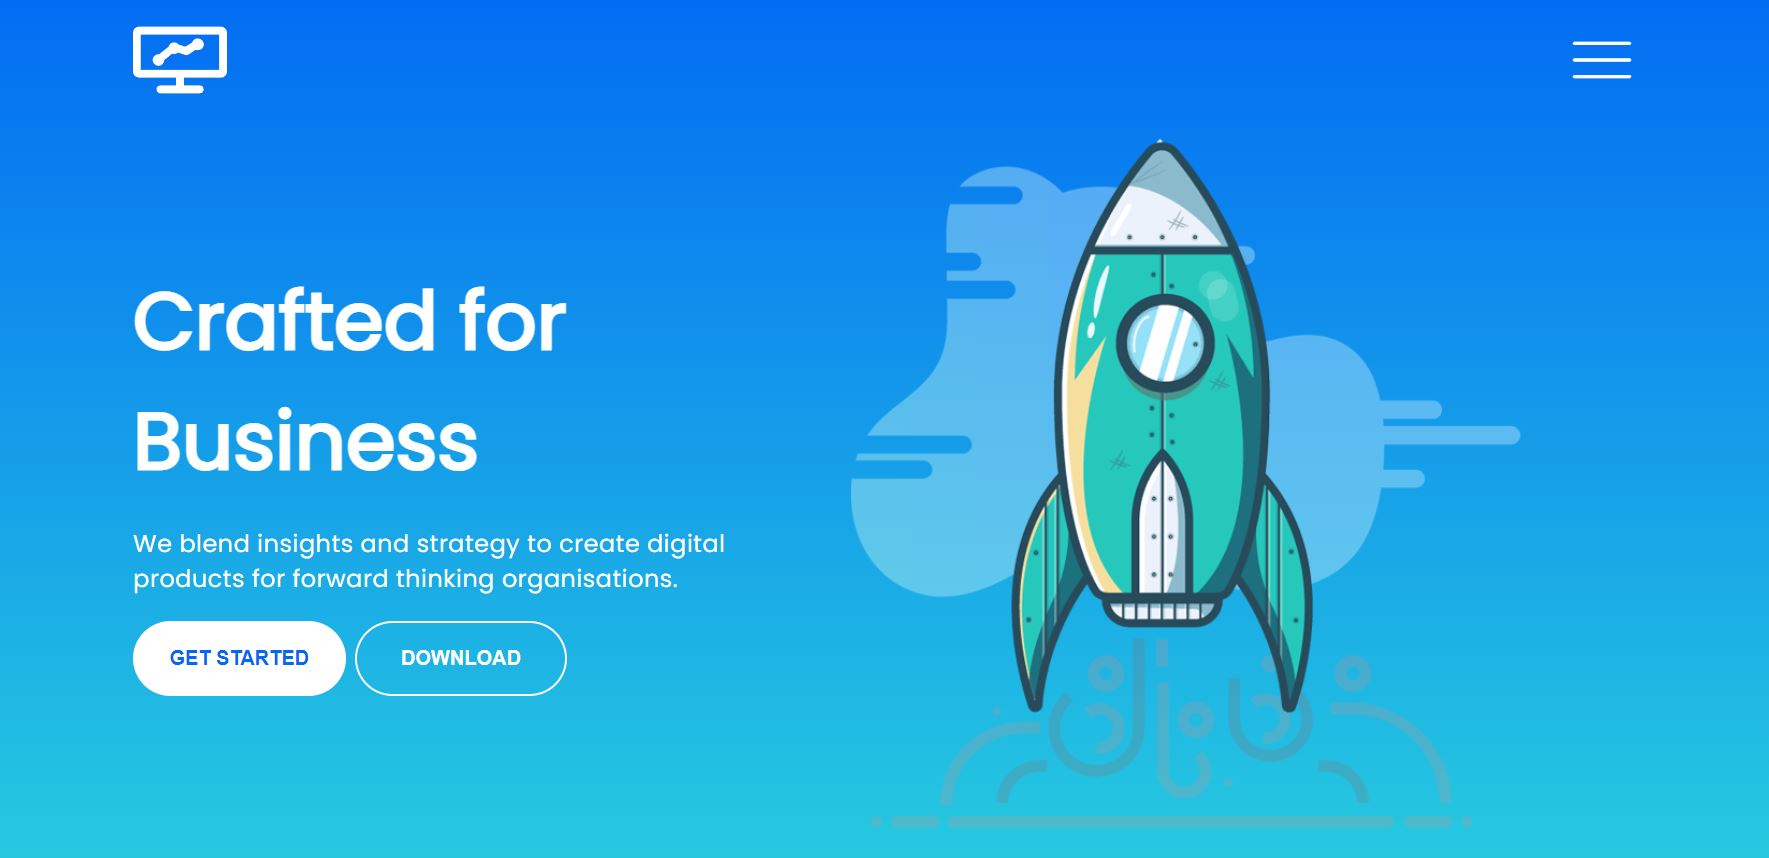 Crafted for
Business
We blend insights and strategy to create digital
products for forward thinking organisations.
GET STARTED
DOWNLOAD